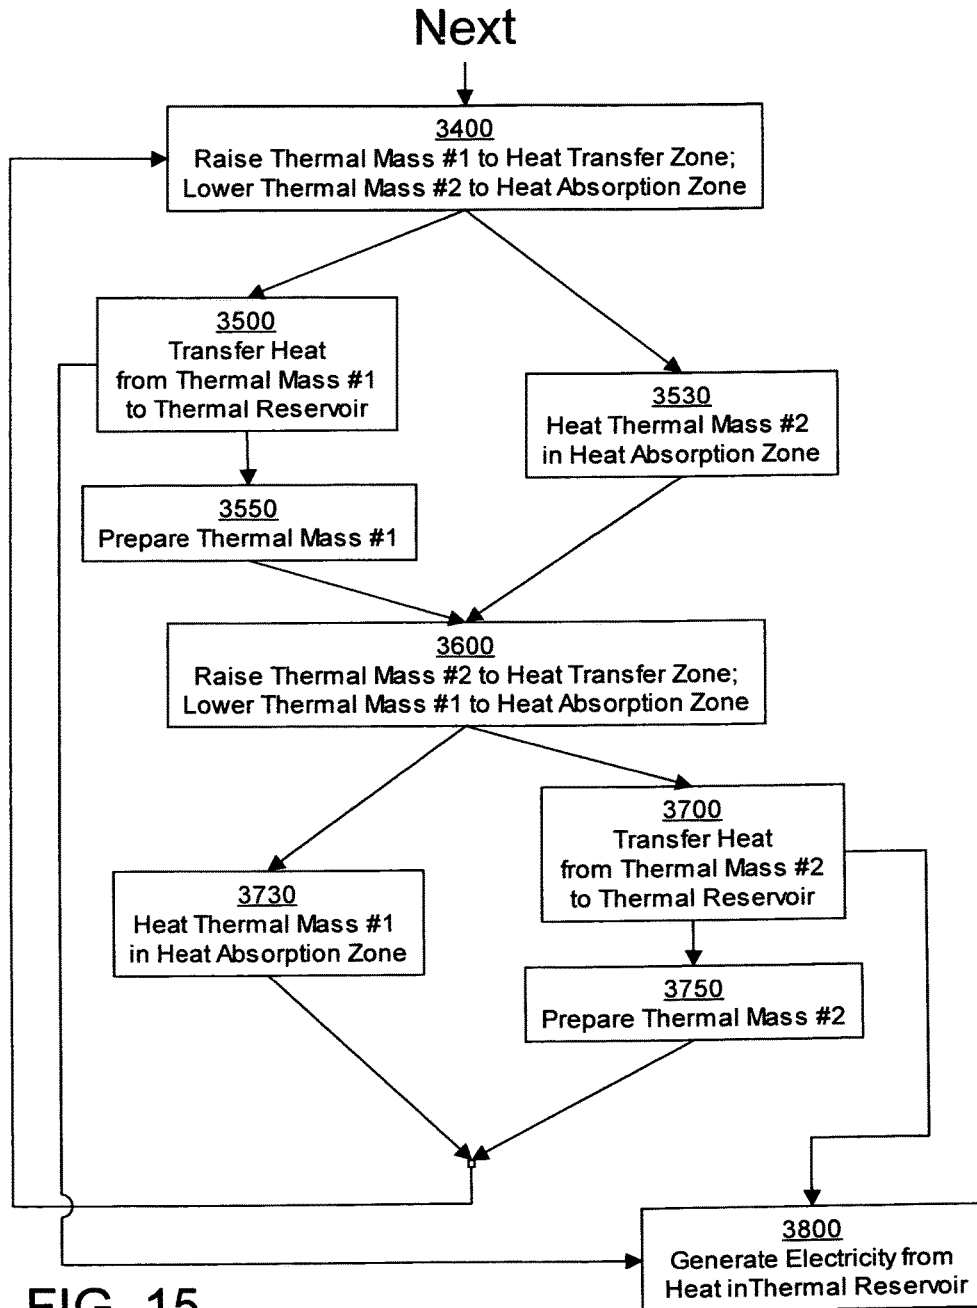 Next
3400
Raise Thermal Mass #1 to Heat Transfer Zone;
Lower Thermal Mass #2 to Heat Absorption Zone
3500
Transfer Heat
from Thermal Mass #1
to Thermal Reservoir
3530
Heat Thermal Mass #2
in Heat Absorption Zone
3550
Prepare Thermal Mass #1
3600
Raise Thermal Mass #2 to Heat Transfer Zone;
Lower Thermal Mass #1 to Heat Absorption Zone
3700
Transfer Heat
from Thermal Mass #2
to Thermal Reservoir
3730
Heat Thermal Mass #1
in Heat Absorption Zone
3750
Prepare Thermal Mass #2
3800
Generate Electricity from
Heat in Thermal Reservoir
FIG. 15